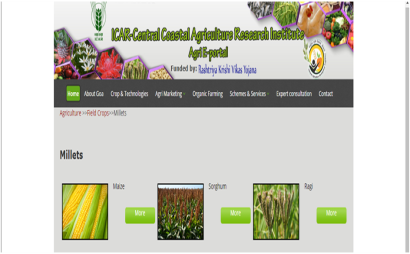 ICAR-Central Coastal Agriculture Research Institute
Agri E-portal
Funded by: Rashtriya Krishi Vikas Yojana
Home About Goa Crop & Technologies Agri Marketing Organic Farming Schemes & Services Expert consultation Contact
Agriculture >>Field Crops>>Millets
Millets
Maize Sorghum Ragi
More More More